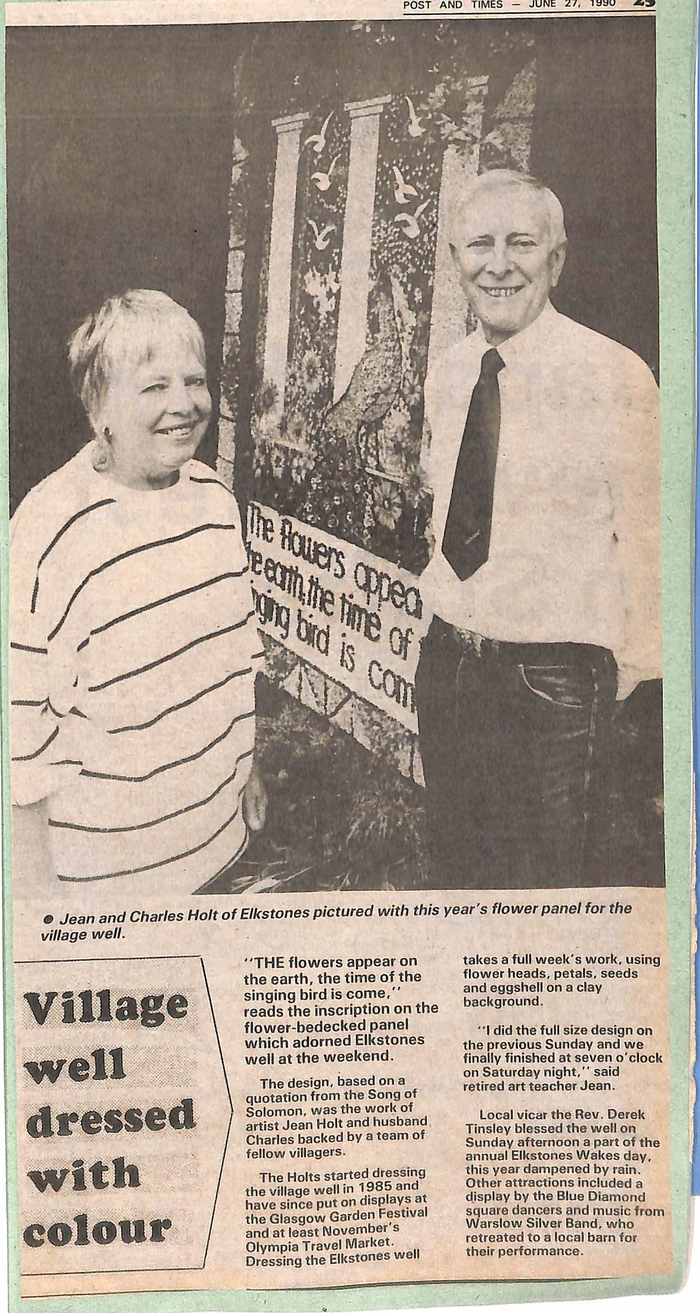 POST AND TIMES — JUNE 27, 1990 25
The flowers appea
he earth, the time of
nging bird is com
● Jean and Charles Holt of Elkstones pictured with this year's flower panel for the
village well.
Village
well
dressed
with
colour
"THE flowers appear on
the earth, the time of the
singing bird is come,"
reads the inscription on the
flower-bedecked panel
which adorned Elkstones
well at the weekend.
The design, based on a
quotation from the Song of
Solomon, was the work of
artist Jean Holt and husband
Charles backed by a team of
fellow villagers.
The Holts started dressing
the village well in 1985 and
have since put on displays at
the Glasgow Garden Festival
and at least November's
Olympia Travel Market.
Dressing the Elkstones well
takes a full week's work, using
flower heads, petals, seeds
and eggshell on a clay
background.
"I did the full size design on
the previous Sunday and we
finally finished at seven o'clock
on Saturday night," said
retired art teacher Jean.
Local vicar the Rev. Derek
Tinsley blessed the well on
Sunday afternoon a part of the
annual Elkstones Wakes day,
this year dampened by rain.
Other attractions included a
display by the Blue Diamond
square dancers and music from
Warslow Silver Band, who
retreated to a local barn for
their performance.